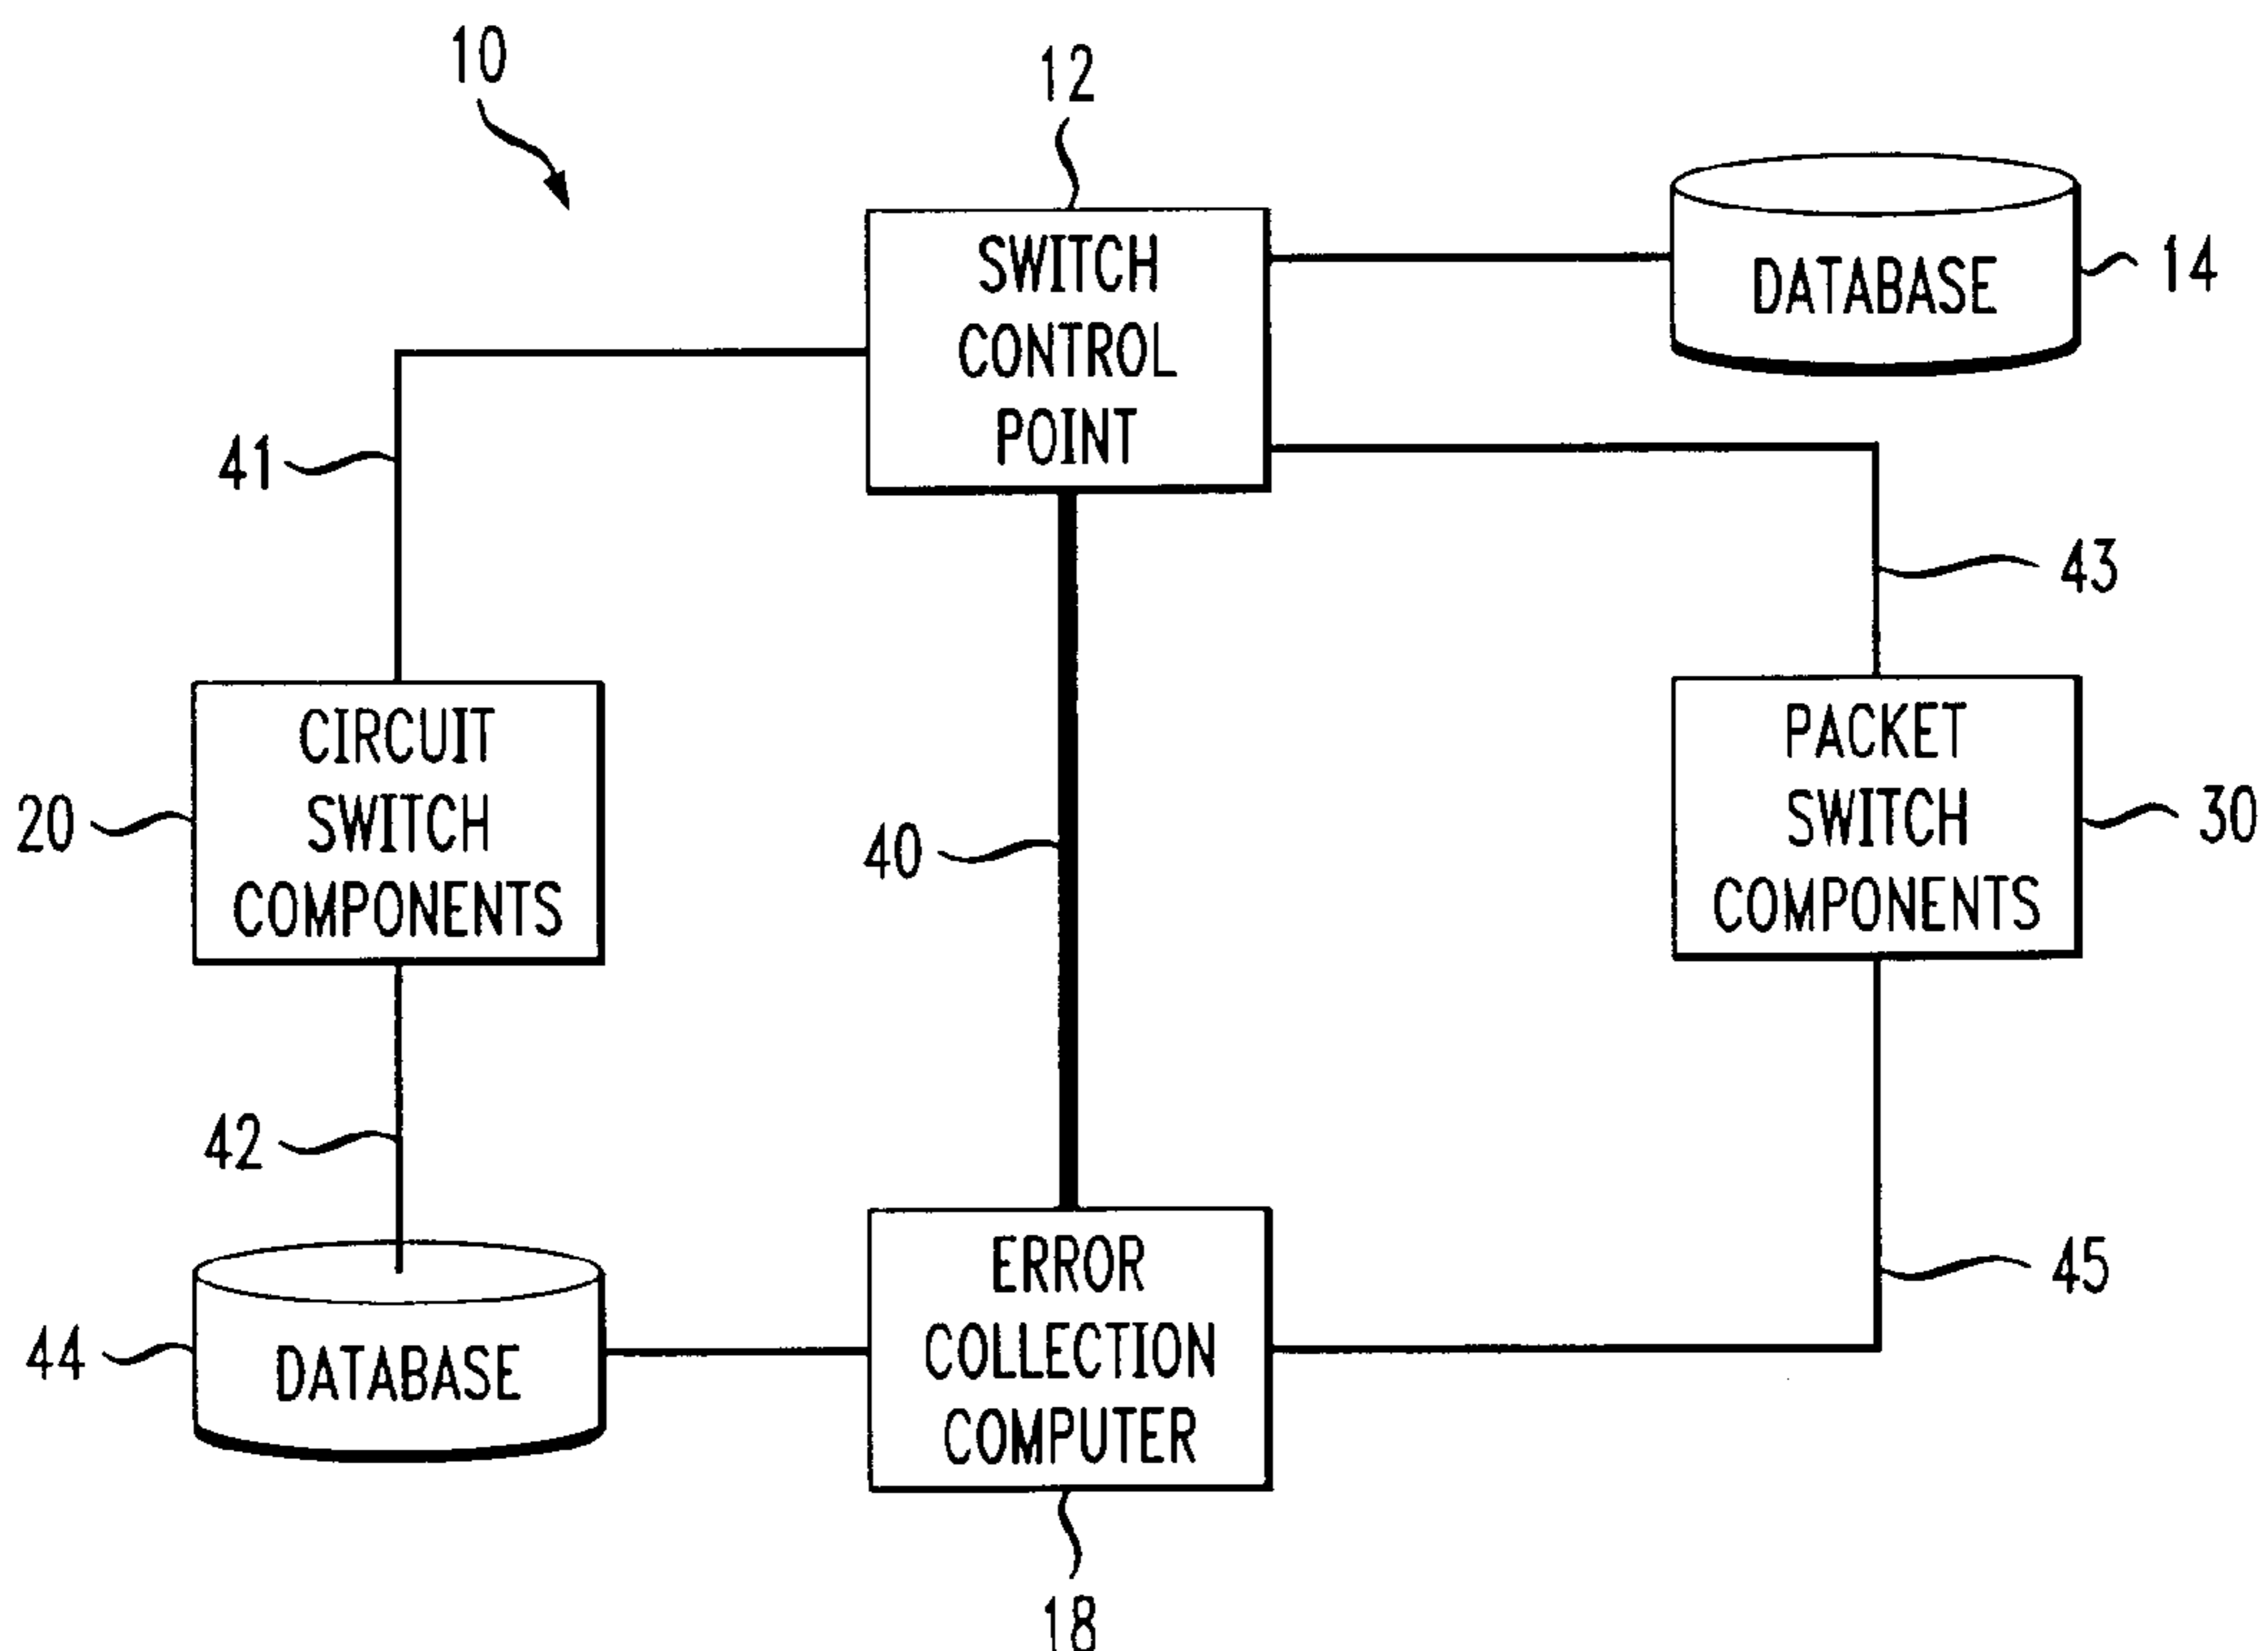 10
12
SWITCH
CONTROL
POINT
DATABASE
14
41
43
CIRCUIT
SWITCH
COMPONENTS
20
40
PACKET
SWITCH
COMPONENTS
30
42
45
DATABASE
44
ERROR
COLLECTION
COMPUTER
18